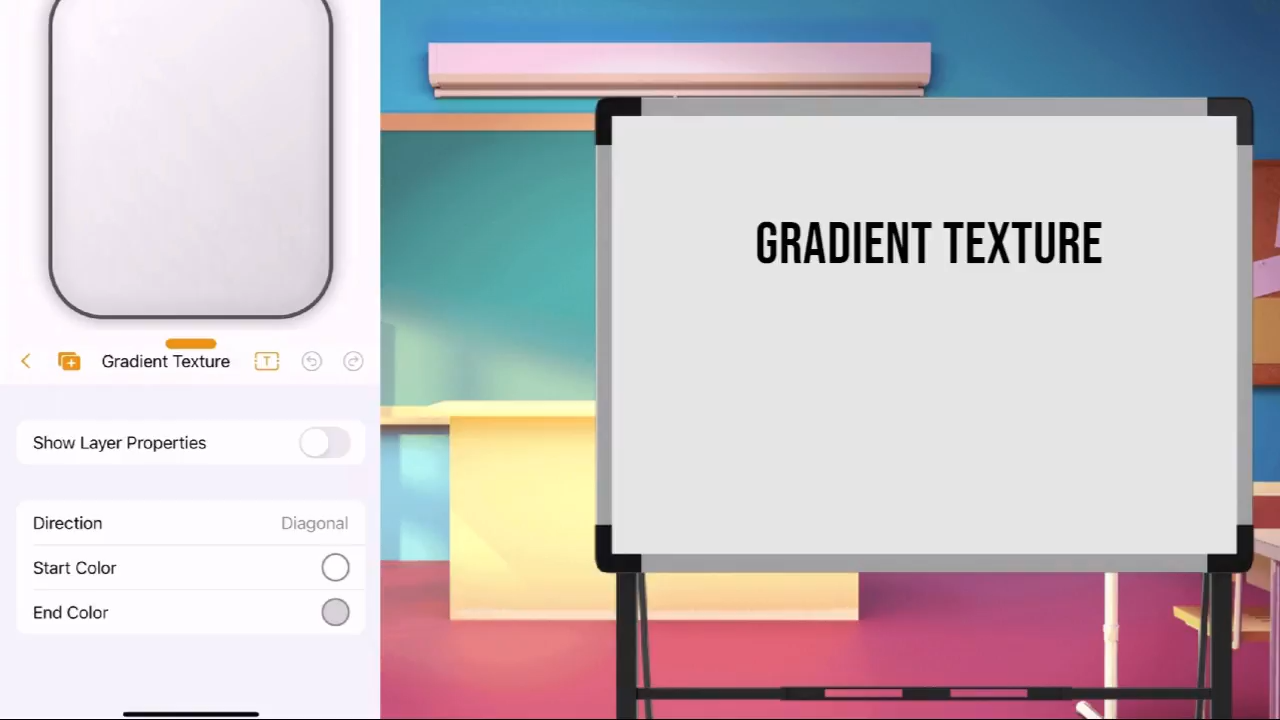 Gradient Texture
T
Show Layer Properties
Direction
Diagonal
Start Color
End Color
GRADIENT TEXTURE